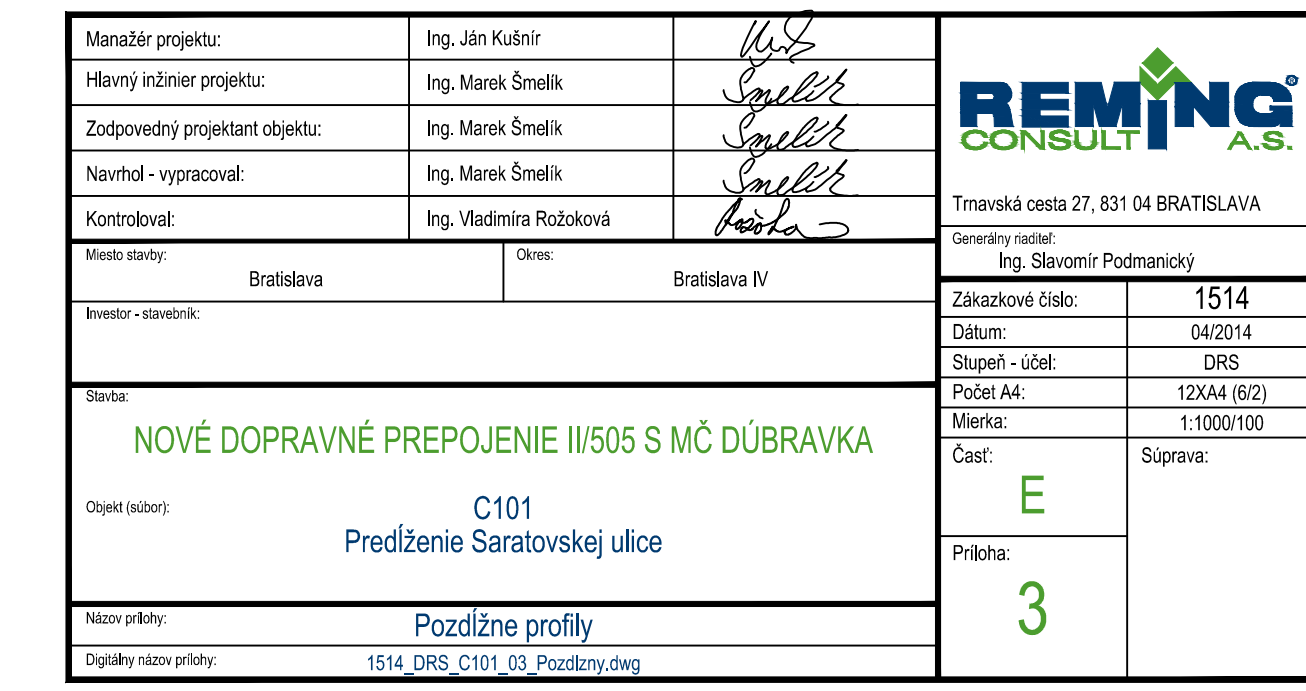 Manažér projektu: Ing. Ján Kušnír
Hlavný inžinier projektu: Ing. Marek Šmelík Smelík
Zodpovedný projektant objektu: Ing. Marek Šmelík Smelík
Navrhol - vypracoval: Ing. Marek Šmelík Smelík
Kontroloval: Ing. Vladimíra Rožoková
Miesto stavby: Okres:
Bratislava Bratislava IV
Investor - stavebník:
Stavba:
NOVÉ DOPRAVNÉ PREPOJENIE II/505 S MČ DÚBRAVKA
Objekt (súbor): C101
Predĺženie Saratovskej ulice
Názov prílohy: Pozdĺžne profily
Digitálny názov prílohy: 1514_DRS_C101_03_Pozdlzny.dwg
REMING®
CONSULT A.S.
Trnavská cesta 27, 831 04 BRATISLAVA
Generálny riaditeľ:
Ing. Slavomír Podmanický
Zákazkové číslo: 1514
Dátum: 04/2014
Stupeň - účel: DRS
Počet A4: 12XA4 (6/2)
Mierka: 1:1000/100
Časť: Súprava:
E
Príloha:
3